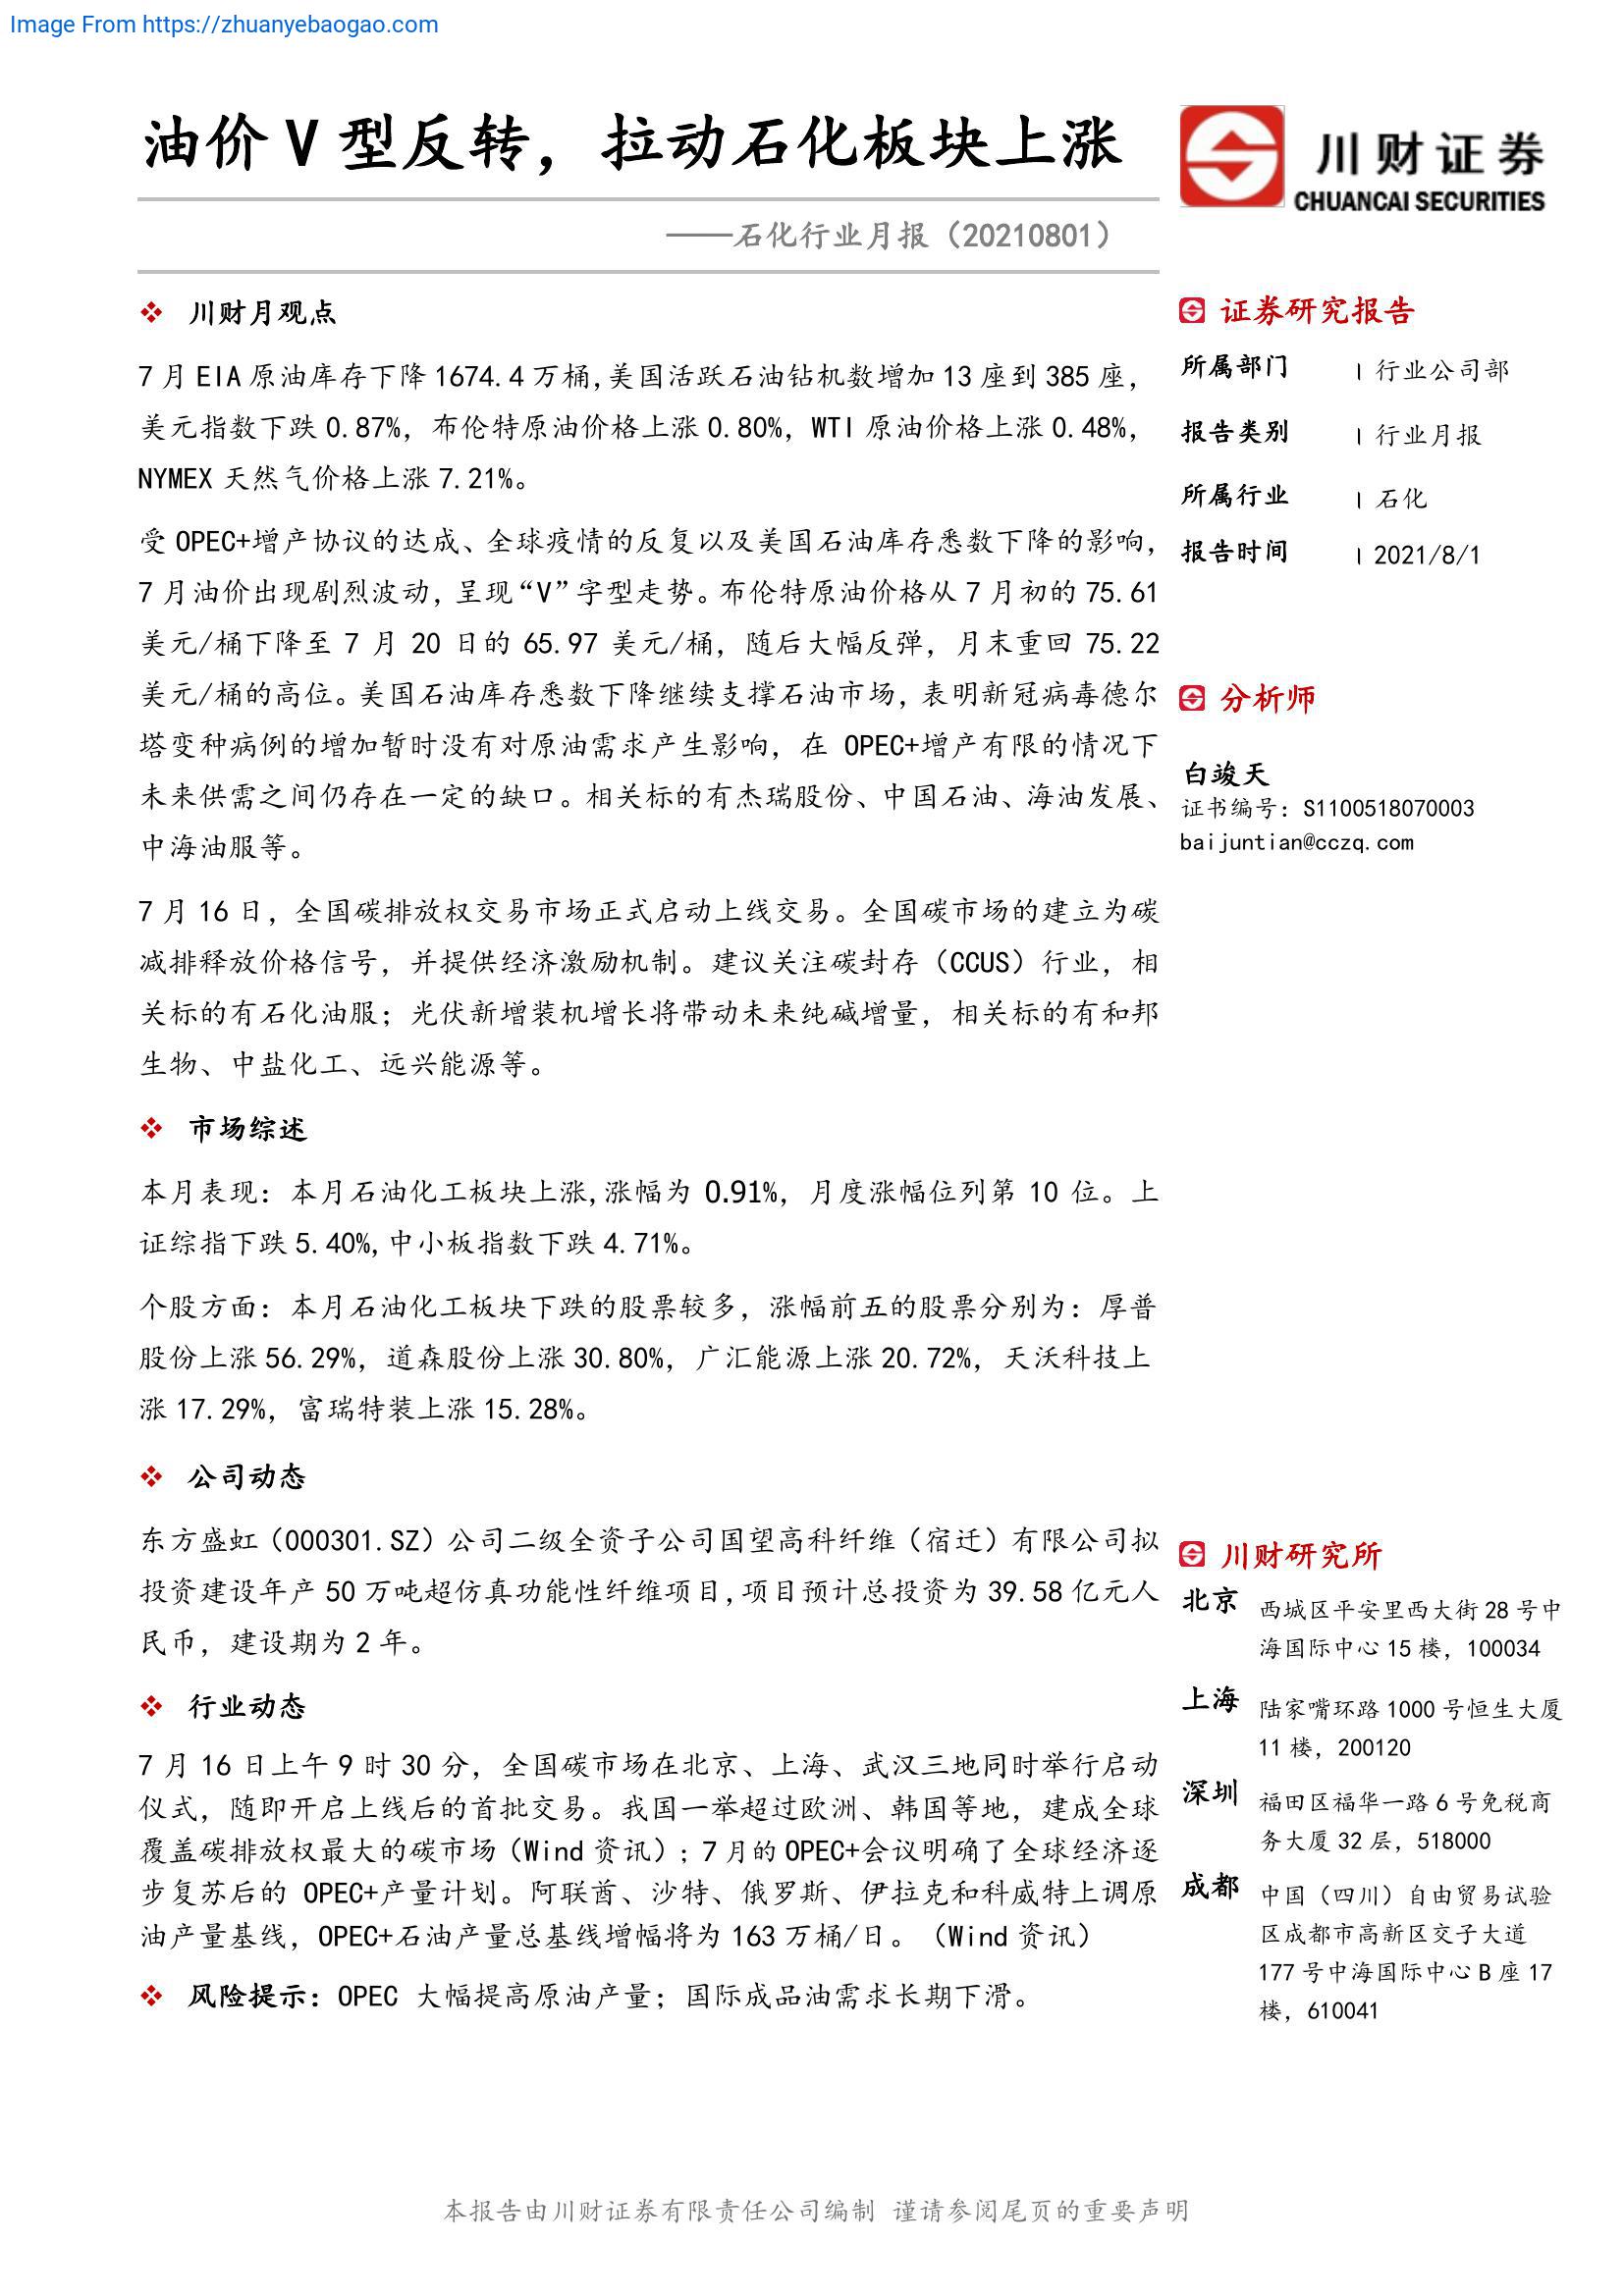 Image From https://zhuanyebaogao.com
油价 V 型反转，拉动石化板块上涨
——石化行业月报（20210801）
川财证券
CHUANCAI SECURITIES
川财月观点
7 月 EIA 原油库存下降 1674.4 万桶,美国活跃石油钻机数增加 13 座到 385 座，
美元指数下跌 0.87%，布伦特原油价格上涨 0.80%，WTI 原油价格上涨 0.48%，
NYMEX 天然气价格上涨 7.21%。
受 OPEC+增产协议的达成、全球疫情的反复以及美国石油库存悉数下降的影响，
7 月油价出现剧烈波动，呈现“V”字型走势。布伦特原油价格从 7 月初的 75.61
美元/桶下降至 7 月 20 日的 65.97 美元/桶，随后大幅反弹，月末重回 75.22
美元/桶的高位。美国石油库存悉数下降继续支撑石油市场，表明新冠病毒德尔
塔变种病例的增加暂时没有对原油需求产生影响，在 OPEC+增产有限的情况下
未来供需之间仍存在一定的缺口。相关标的有杰瑞股份、中国石油、海油发展、
中海油服等。
7 月 16 日，全国碳排放权交易市场正式启动上线交易。全国碳市场的建立为碳
减排释放价格信号，并提供经济激励机制。建议关注碳封存（CCUS）行业，相
关标的有石化油服；光伏新增装机增长将带动未来纯碱增量，相关标的有和邦
生物、中盐化工、远兴能源等。
市场综述
本月表现：本月石油化工板块上涨,涨幅为 0.91%，月度涨幅位列第 10 位。上
证综指下跌 5.40%,中小板指数下跌 4.71%。
个股方面：本月石油化工板块下跌的股票较多，涨幅前五的股票分别为：厚普
股份上涨 56.29%，道森股份上涨 30.80%，广汇能源上涨 20.72%，天沃科技上
涨 17.29%，富瑞特装上涨 15.28%。
公司动态
东方盛虹（000301.SZ）公司二级全资子公司国望高科纤维（宿迁）有限公司拟
投资建设年产 50 万吨超仿真功能性纤维项目,项目预计总投资为 39.58 亿元人
民币，建设期为 2 年。
行业动态
7 月 16 日上午 9 时 30 分，全国碳市场在北京、上海、武汉三地同时举行启动
仪式，随即开启上线后的首批交易。我国一举超过欧洲、韩国等地，建成全球
覆盖碳排放权最大的碳市场（Wind 资讯）；7 月的 OPEC+会议明确了全球经济逐
步复苏后的 OPEC+产量计划。阿联酋、沙特、俄罗斯、伊拉克和科威特上调原
油产量基线，OPEC+石油产量总基线增幅将为 163 万桶/日。（Wind 资讯）
风险提示：OPEC 大幅提高原油产量；国际成品油需求长期下滑。
证券研究报告
所属部门 | 行业公司部
报告类别 | 行业月报
所属行业 | 石化
报告时间 | 2021/8/1
分析师
白竣天
证书编号：S1100518070003
baijuntian@cczq.com
川财研究所
北京 西城区平安里西大街 28 号中
海国际中心 15 楼，100034
上海 陆家嘴环路 1000 号恒生大厦
11 楼，200120
深圳 福田区福华一路 6 号免税商
务大厦 32 层，518000
成都 中国（四川）自由贸易试验
区成都市高新区交子大道
177 号中海国际中心 B 座 17
楼，610041
本报告由川财证券有限责任公司编制 谨请参阅尾页的重要声明